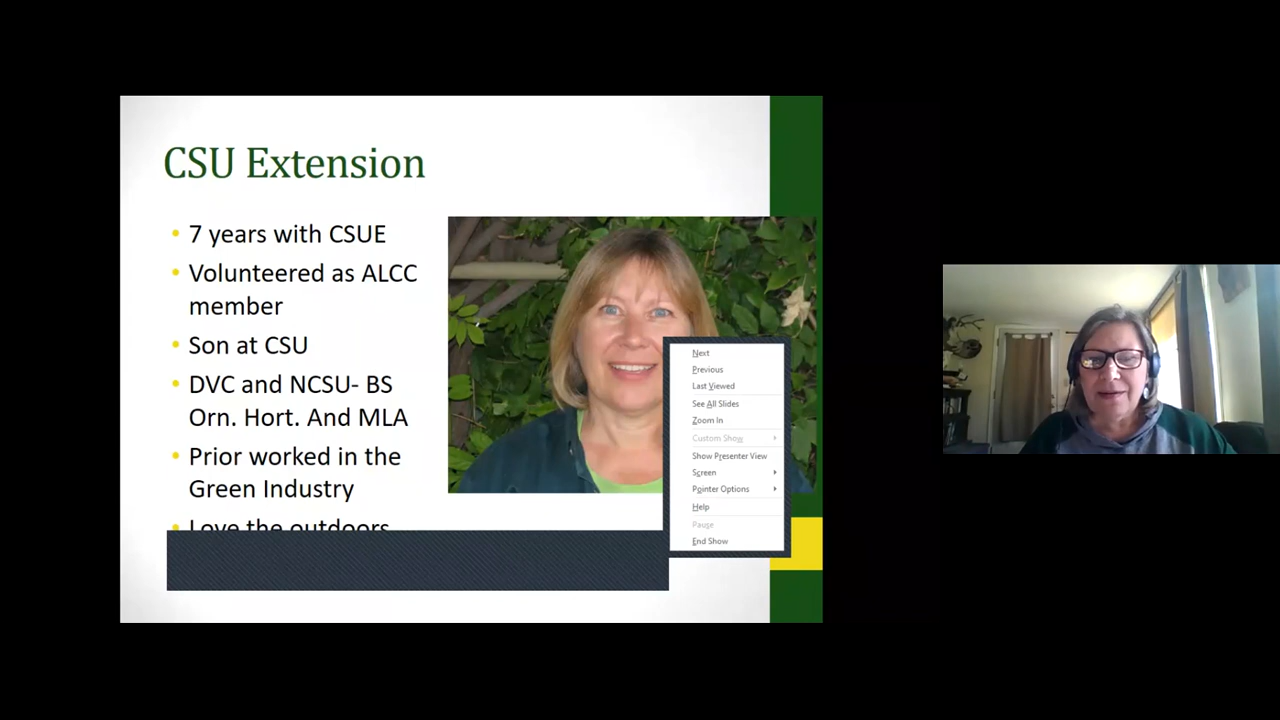 CSU Extension
• 7 years with CSUE
• Volunteered as ALCC
member
• Son at CSU
• DVC and NCSU- BS
Orn. Hort. And MLA
• Prior worked in the
Green Industry
• Love the outdoors
Next
Previous
Last Viewed
See All Slides
Zoom In
Custom Show
Show Presenter View
Screen
Pointer Options
Help
Pause
End Show